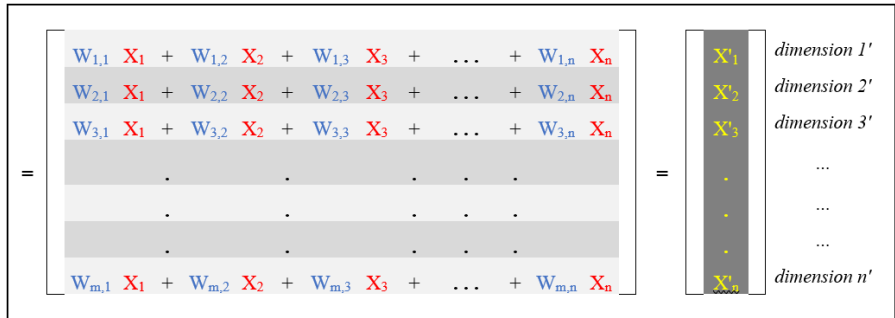 W1,1 X1 + W1,2 X2 + W1,3 X3 + ... + W1,n Xn X'1 dimension 1'
W2,1 X1 + W2,2 X2 + W2,3 X3 + ... + W2,n Xn X'2 dimension 2'
W3,1 X1 + W3,2 X2 + W3,3 X3 + ... + W3,n Xn X'3 dimension 3'
= . . . . . = . ...
. . . . . . ...
. . . . . . ...
Wm,1 X1 + Wm,2 X2 + Wm,3 X3 + ... + Wm,n Xn X'n dimension n'